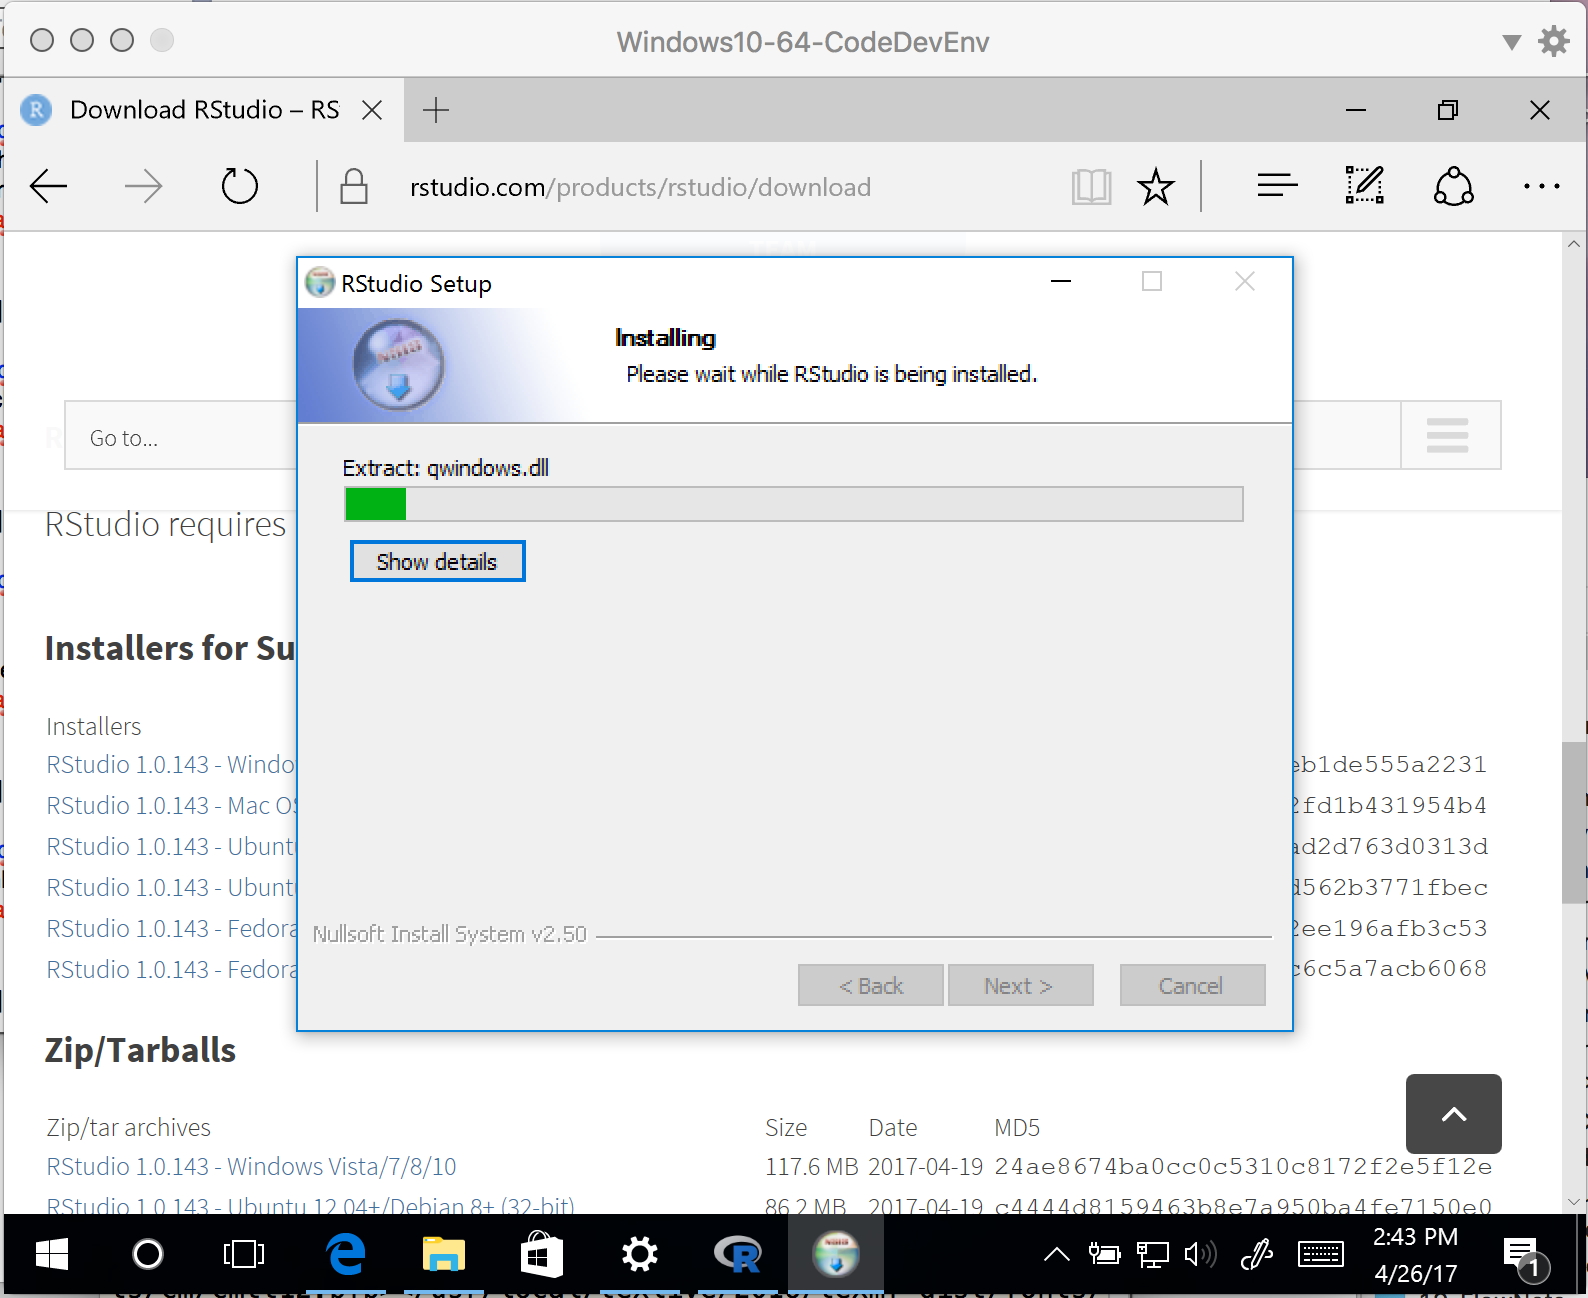 Windows10-64-CodeDevEnv
R
Download RStudio – RS
rstudio.com/products/rstudio/download
TEAM
RStudio Setup
Installing
Please wait while RStudio is being installed.
Go to...
Extract: qwindows.dll
RStudio requires
Show details
Installers for Su
Installers
RStudio 1.0.143 - Windo
eb1de555a2231
RStudio 1.0.143 - Mac OS
2fd1b431954b4
RStudio 1.0.143 - Ubunt
ad2d763d0313d
RStudio 1.0.143 - Ubunt
d562b3771fbec
RStudio 1.0.143 - Fedora
2ee196afb3c53
RStudio 1.0.143 - Fedora
c6c5a7acb6068
Nullsoft Install System v2.50
< Back Next > Cancel
Zip/Tarballs
Zip/tar archives Size Date MD5
RStudio 1.0.143 - Windows Vista/7/8/10 117.6 MB 2017-04-19 24ae8674ba0cc0c5310c8172f2e5f12e
RStudio 1.0.143 - Ubuntu 12.04+/Debian 8+ (32-bit) 86.2 MB 2017-04-19 c4444d8159463b8e7a950ba4fe7150e0
2:43 PM
4/26/17
1